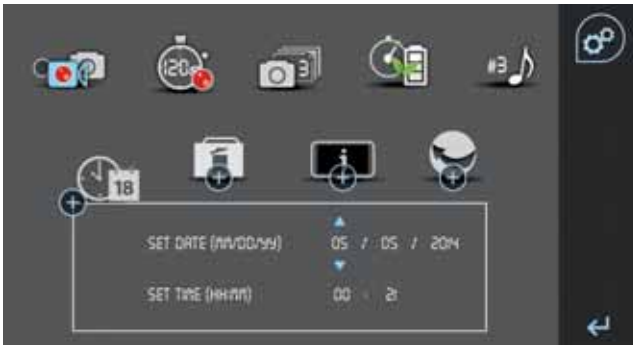 120
3
#3
18
SET DATE (MM/DD/YY) 05 / 05 / 2014
SET TIME (HH:MM) 00 : 21